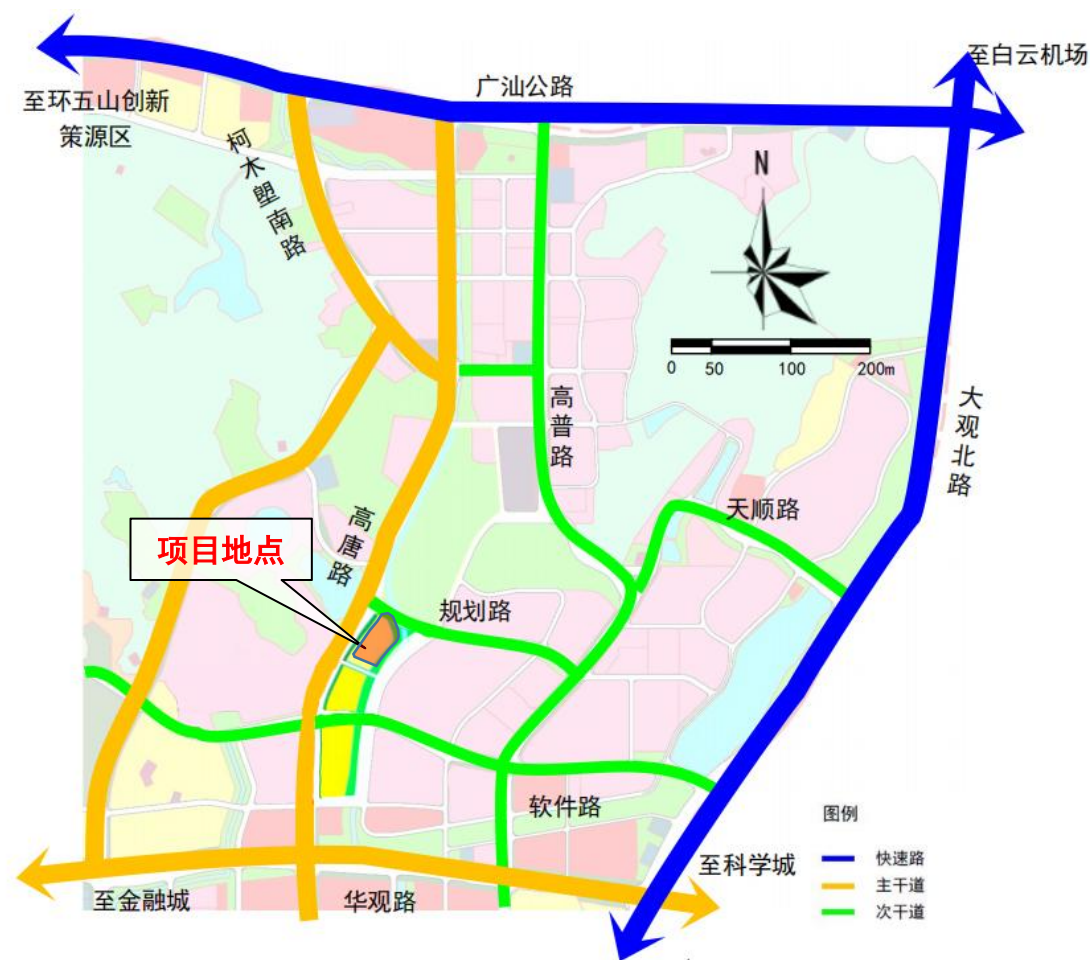 至白云机场
广汕公路
至环五山创新
策源区
柯木塱南路
N
0 50 100 200m
高普路
大观北路
天顺路
高唐路
项目地点
规划路
软件路
图例
快速路
主干道
次干道
至科学城
至金融城
华观路